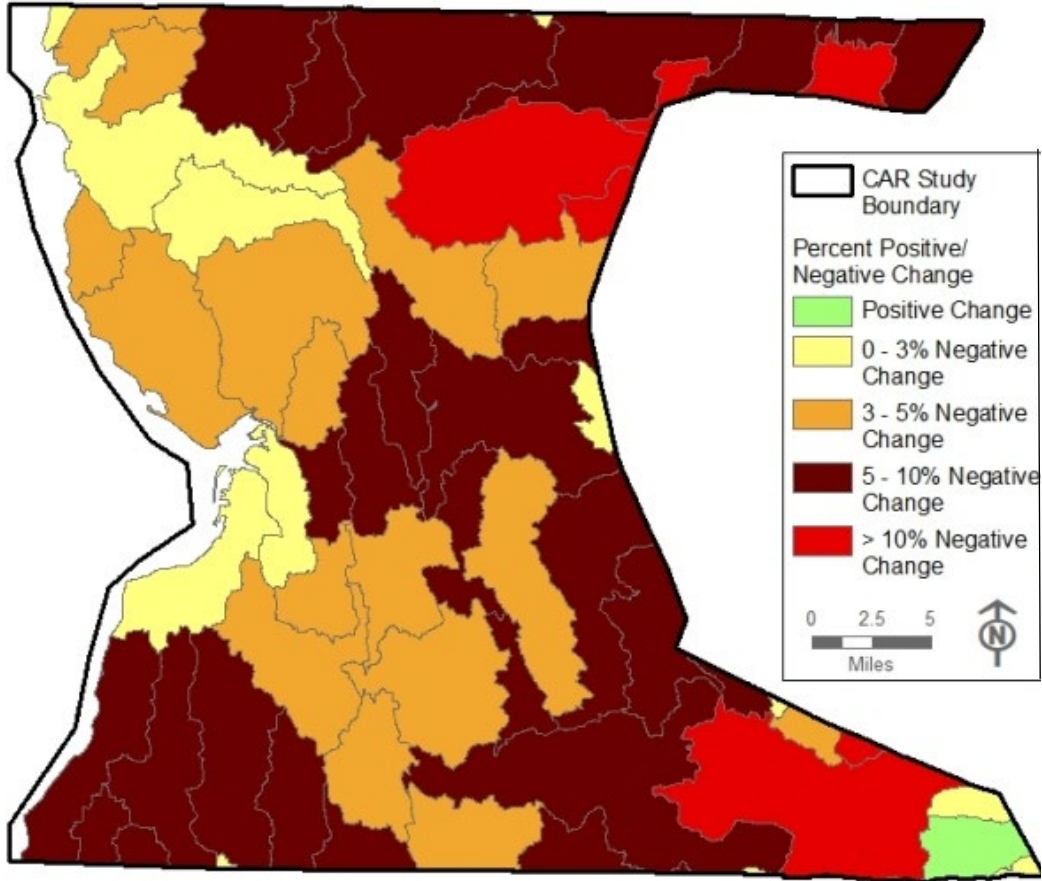 CAR Study
Boundary
Percent Positive/
Negative Change
Positive Change
0 - 3% Negative
Change
3 - 5% Negative
Change
5 - 10% Negative
Change
> 10% Negative
Change
0 2.5 5
Miles
N